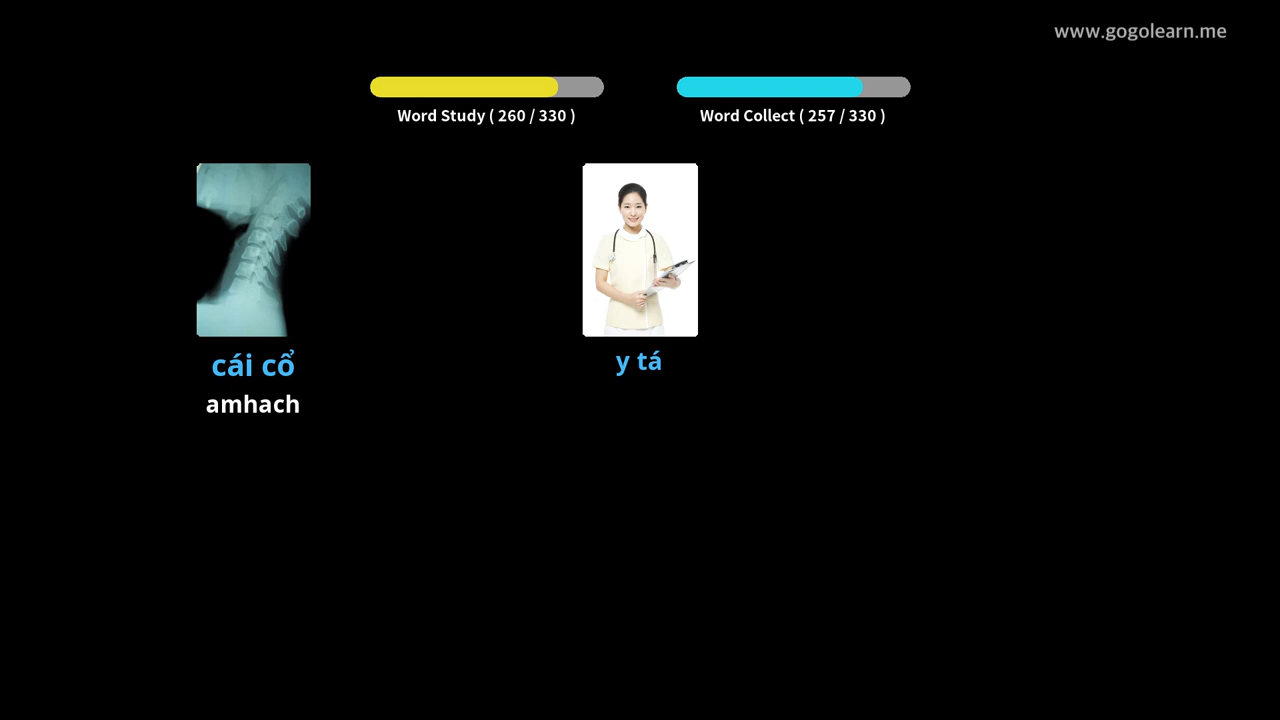 www.gogolearn.me
Word Study ( 260 / 330 )
Word Collect ( 257 / 330 )
cái cổ
amhach
y tá